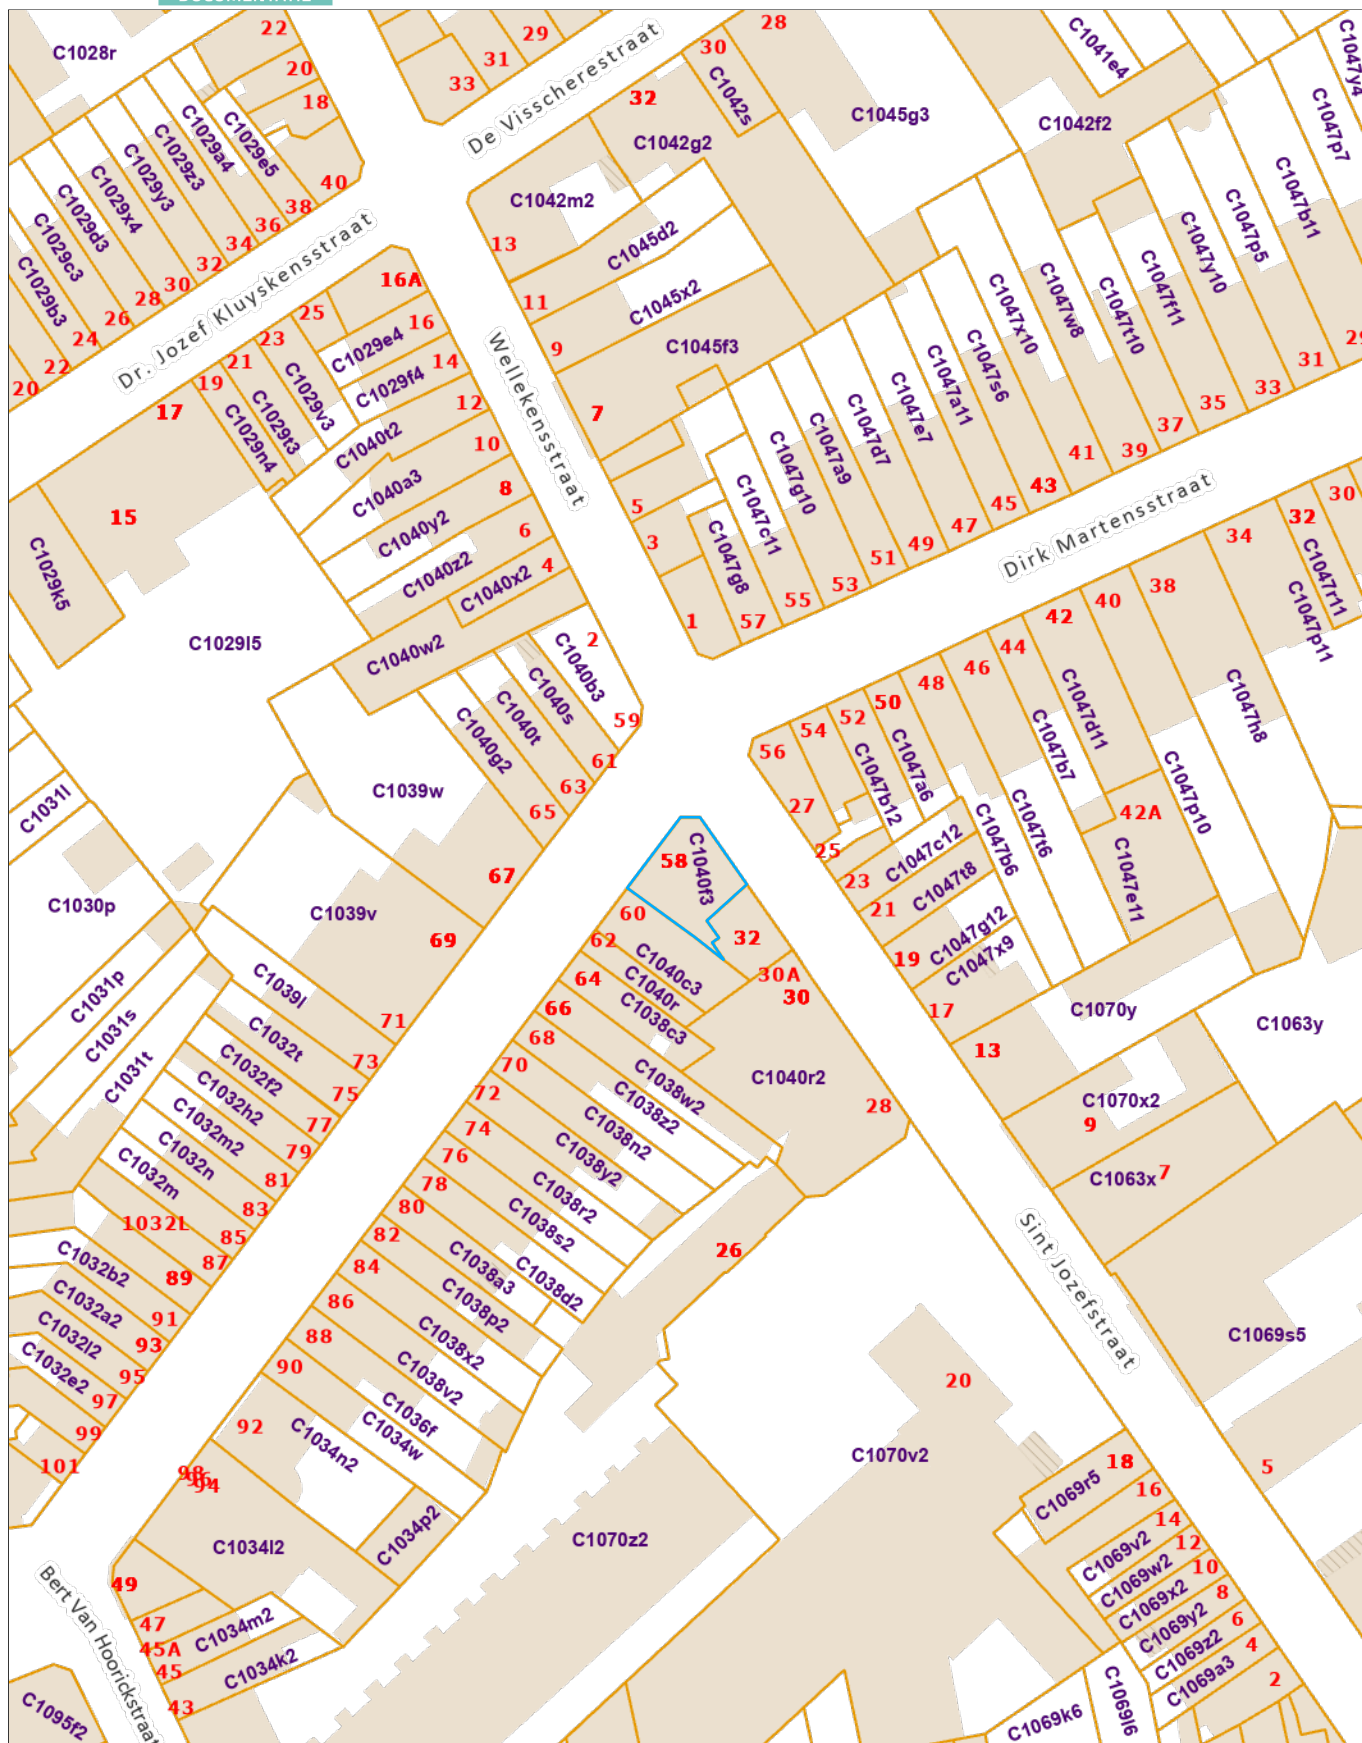 22
C1028r
20
18
C1029e5
C1029a4
C1029z3
C1029y3
C1029x4
C1029d3
C1029c3
C1029b3
40
38
36
34
32
30
28
26
24
22
20
Dr. Jozef Kluyskensstraat
29
31
33
De Visscherestraat
28
30
32
C1042s
C1042g2
C1042m2
C1045g3
C1042f2
C1041e4
C1047y4
C1047p7
C1047b11
C1047p5
C1047y10
C1047f11
C1047t10
C1047w8
C1047x10
C1047s6
C1047a11
C1047e7
C1047d7
C1047a9
C1047g10
C1047c11
C1047g8
13
C1045d2
11
C1045x2
9
C1045f3
7
5
3
1
57
55
53
51
49
47
45
43
41
39
37
35
33
31
29
Wellekensstraat
Dirk Martensstraat
16A
25
23
21
19
17
16
C1029e4
14
C1029f4
12
C1029v3
C1029t3
C1029n4
C1040t2
10
C1040a3
8
C1040y2
6
C1040z2
4
C1040x2
15
C1029k5
C1029l5
C1040w2
2
C1040b3
C1040s
C1040t
C1040g2
59
61
63
65
C1039w
67
C1031l
C1030p
C1039v
69
C1031p
C1031s
C1031t
C1039l
71
C1032t
73
C1032f2
75
C1032h2
77
C1032m2
79
C1032n
81
C1032m
83
1032L
85
87
89
C1032b2
91
C1032a2
93
C1032l2
95
C1032e2
97
99
101
30
32
34
C1047r11
C1047p11
38
40
42
44
46
48
50
52
54
56
C1047h8
C1047d11
C1047b7
C1047p10
42A
C1047t6
C1047b6
C1047a6
C1047b12
C1047e11
27
25
C1047c12
23
C1047t8
21
C1047g12
19
C1047x9
17
13
C1070y
C1063y
C1070x2
9
C1063x
7
58
C1040f3
60
62
32
30A
30
C1040c3
64
C1040r
66
C1038c3
68
C1040r2
28
70
C1038w2
72
C1038z2
74
C1038n2
76
C1038y2
78
C1038r2
80
C1038s2
82
C1038d2
84
C1038a3
86
C1038p2
88
C1038x2
90
C1038v2
92
C1036f
C1034w
C1034n2
98
96
94
C1034p2
C1034l2
26
Sint Jozefstraat
C1069s5
20
C1070v2
C1070z2
5
18
C1069r5
16
14
C1069v2
12
C1069w2
10
C1069x2
8
C1069y2
6
C1069z2
4
C1069a3
2
C1069l6
C1069k6
49
47
45A
C1034m2
45
C1034k2
43
Bert Van Hoorickstraat
C1095f2